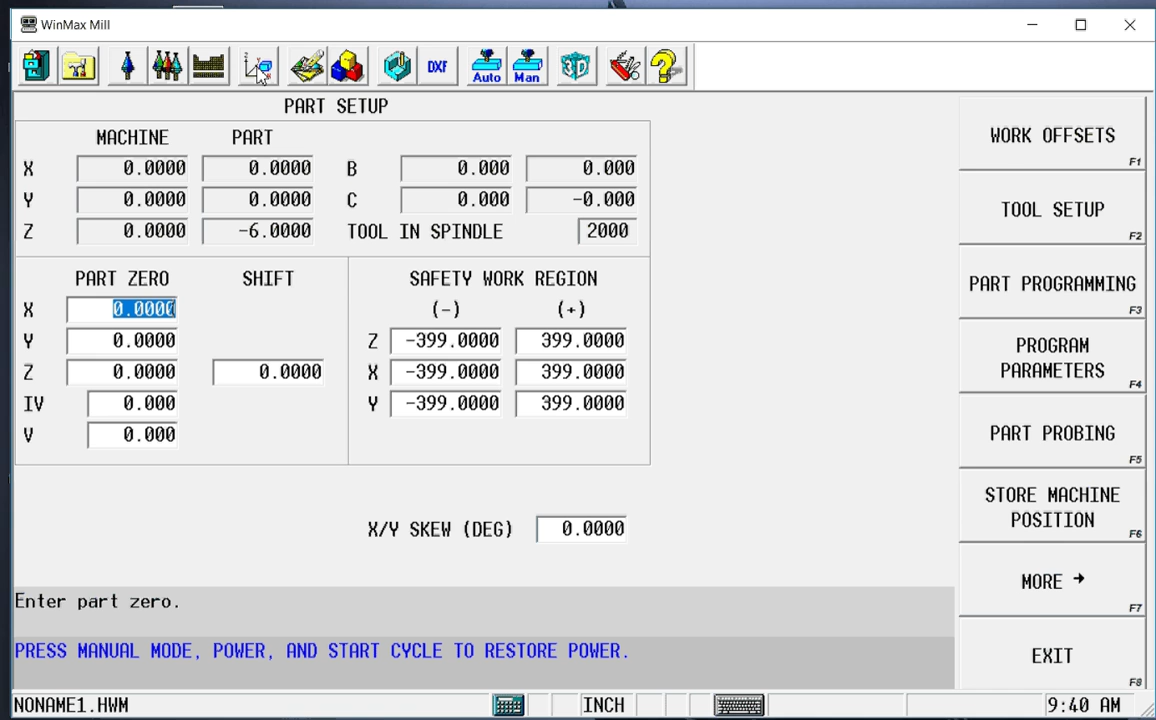 WinMax Mill
DXF
Auto
Man
3D
PART SETUP
MACHINE PART
X 0.0000 0.0000 B 0.000 0.000
Y 0.0000 0.0000 C 0.000 -0.000
Z 0.0000 -6.0000 TOOL IN SPINDLE 2000
PART ZERO SHIFT SAFETY WORK REGION
X 0.0000 (-) (+)
Y 0.0000 Z -399.0000 399.0000
Z 0.0000 0.0000 X -399.0000 399.0000
IV 0.000 Y -399.0000 399.0000
V 0.000
X/Y SKEW (DEG) 0.0000
Enter part zero.
PRESS MANUAL MODE, POWER, AND START CYCLE TO RESTORE POWER.
NONAME1.HWM INCH 9:40 AM
WORK OFFSETS
F1
TOOL SETUP
F2
PART PROGRAMMING
F3
PROGRAM
PARAMETERS
F4
PART PROBING
F5
STORE MACHINE
POSITION
F6
MORE →
F7
EXIT
F8